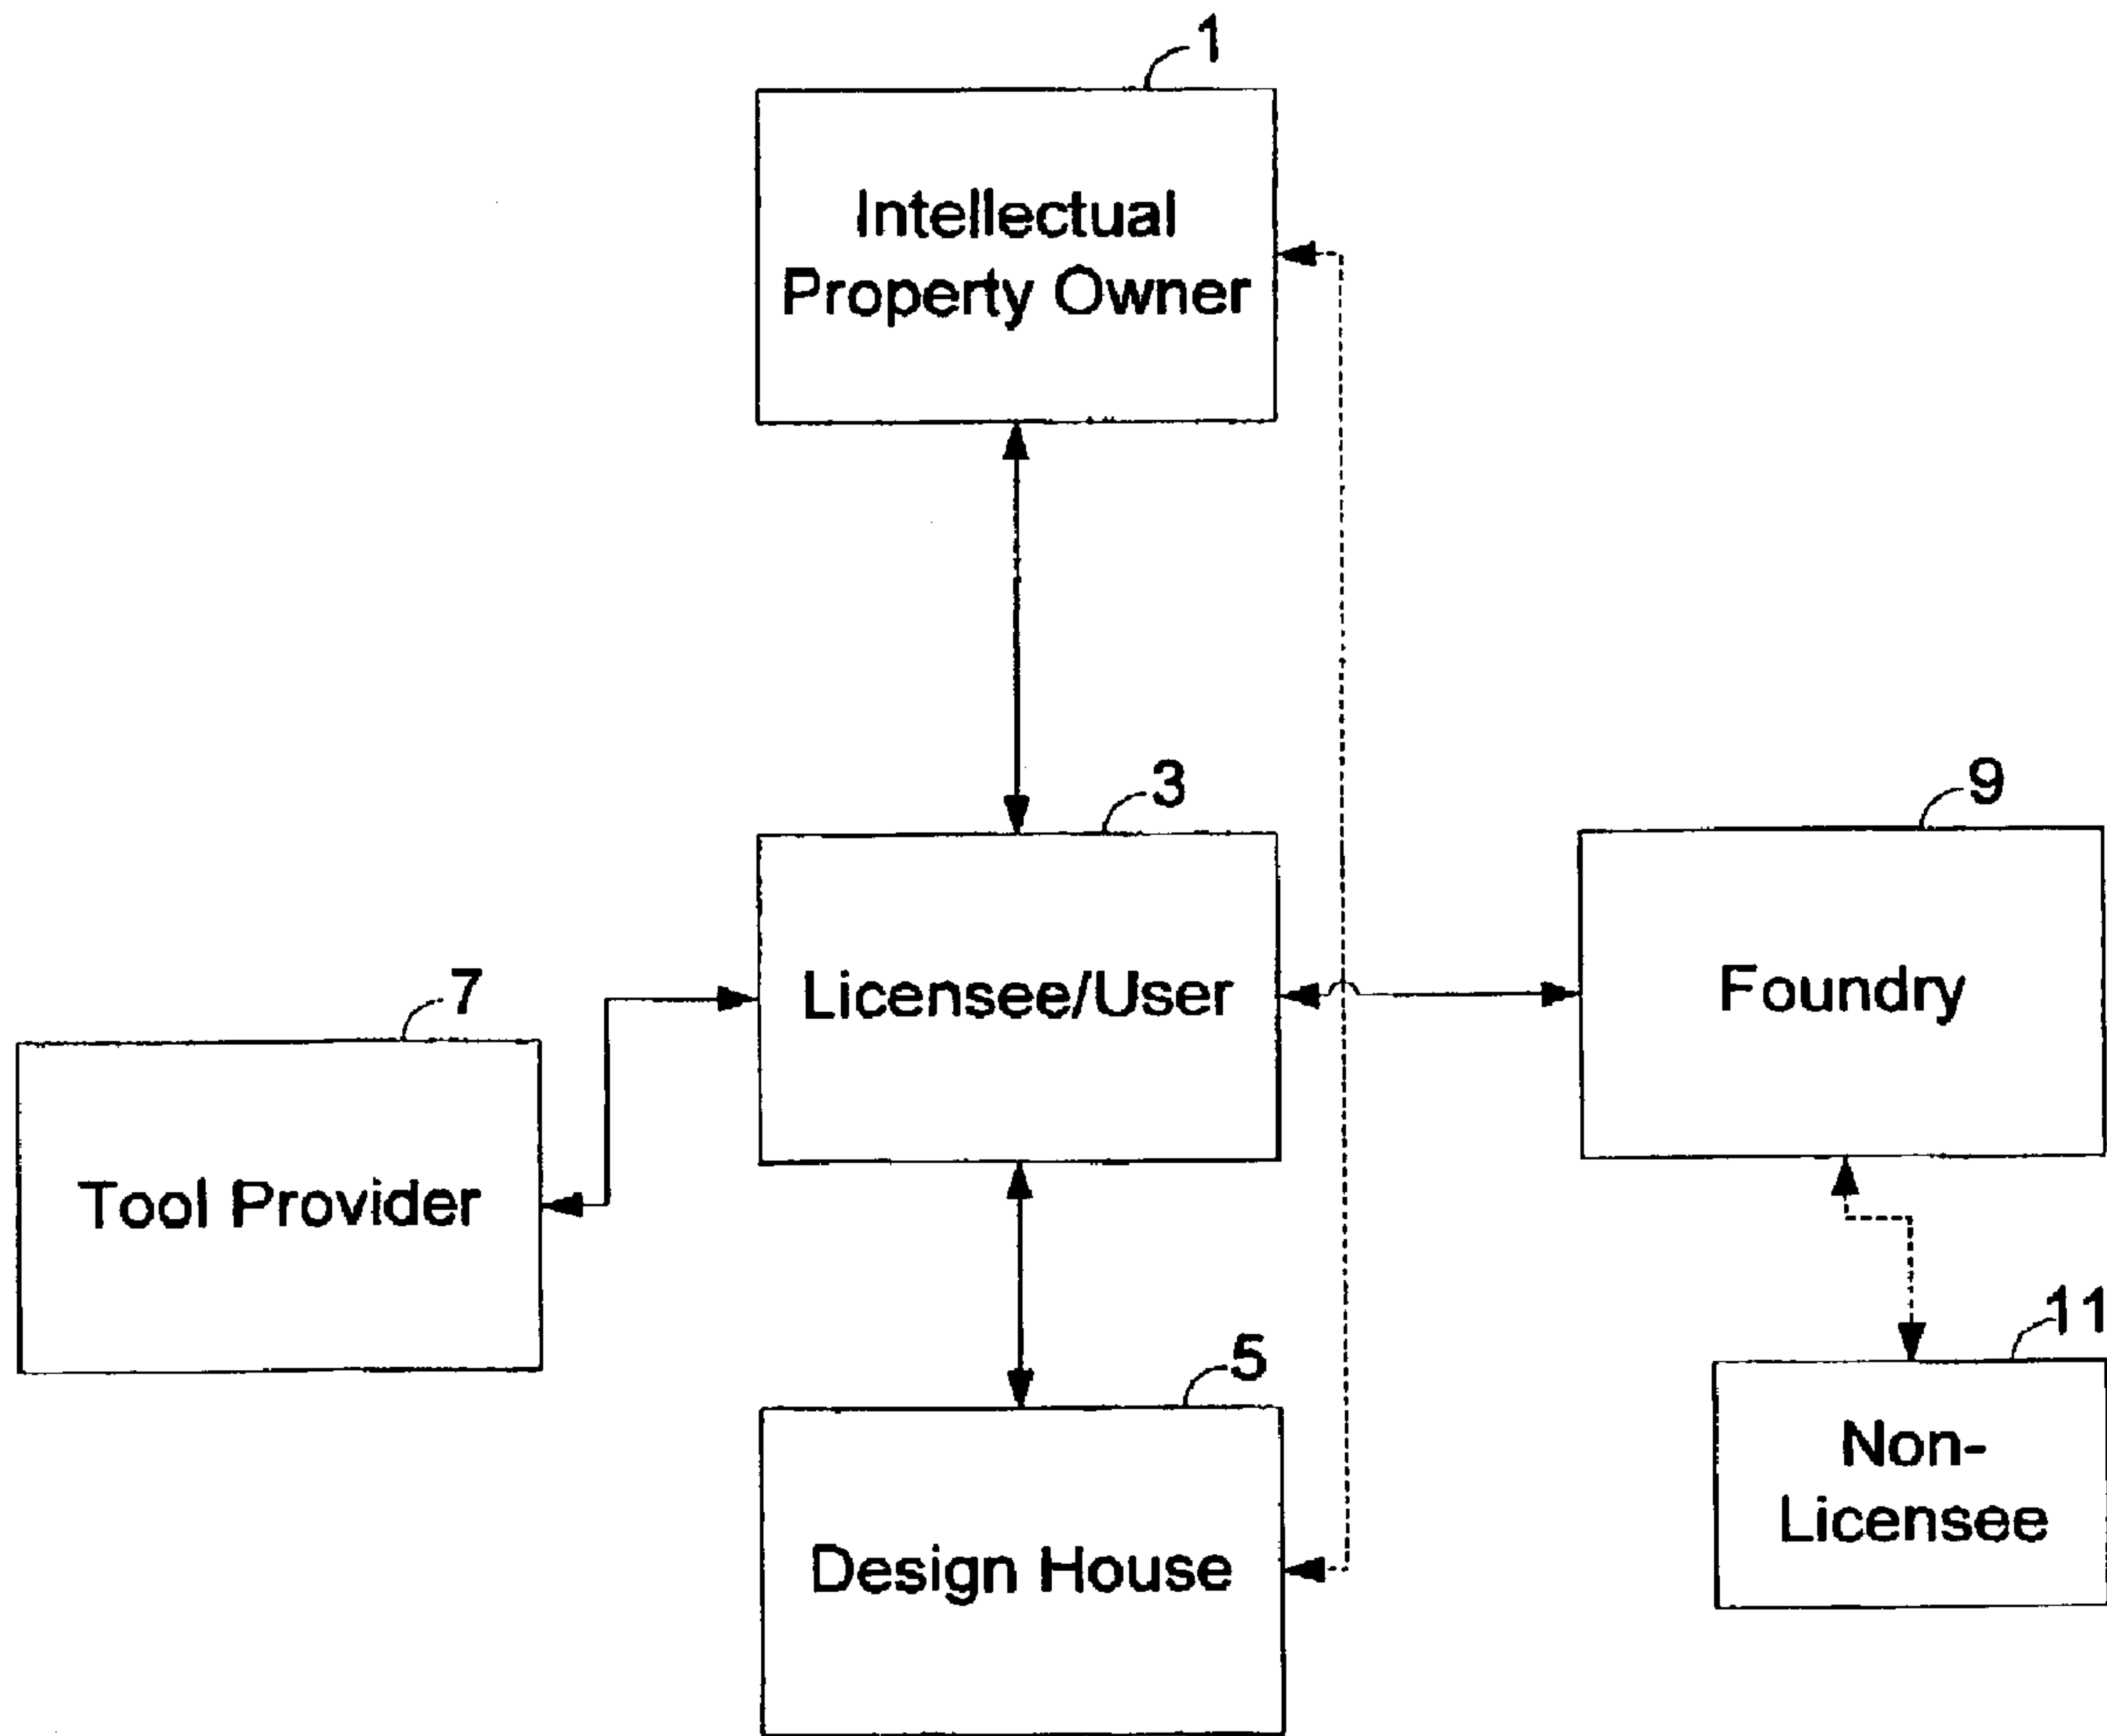 1
Intellectual
Property Owner
3
9
Licensee/User
Foundry
7
Tool Provider
5
11
Design House
Non-
Licensee